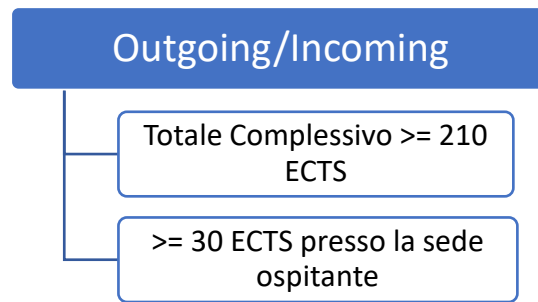 Outgoing/Incoming
Totale Complessivo >= 210
ECTS
>= 30 ECTS presso la sede
ospitante